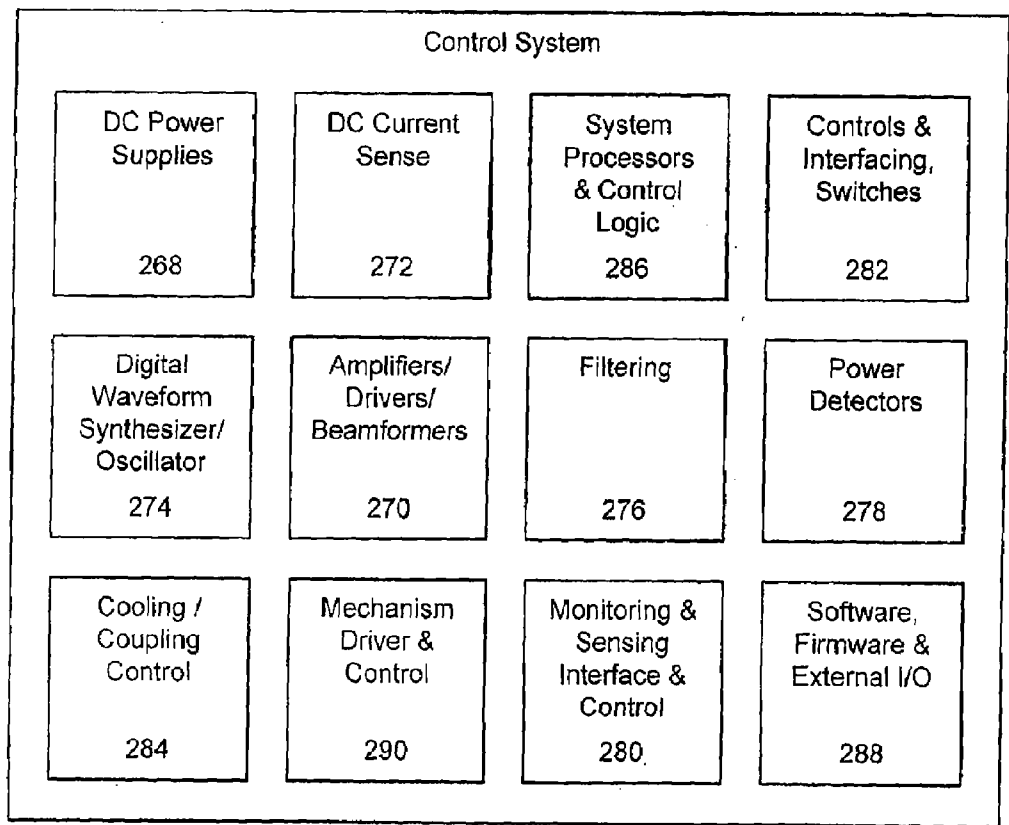 Control System
DC Power
Supplies
268
DC Current
Sense
272
System
Processors
& Control
Logic
286
Controls &
Interfacing,
Switches
282
Digital
Waveform
Synthesizer/
Oscillator
274
Amplifiers/
Drivers/
Beamformers
270
Filtering
276
Power
Detectors
278
Cooling /
Coupling
Control
284
Mechanism
Driver &
Control
290
Monitoring &
Sensing
Interface &
Control
280
Software,
Firmware &
External I/O
288